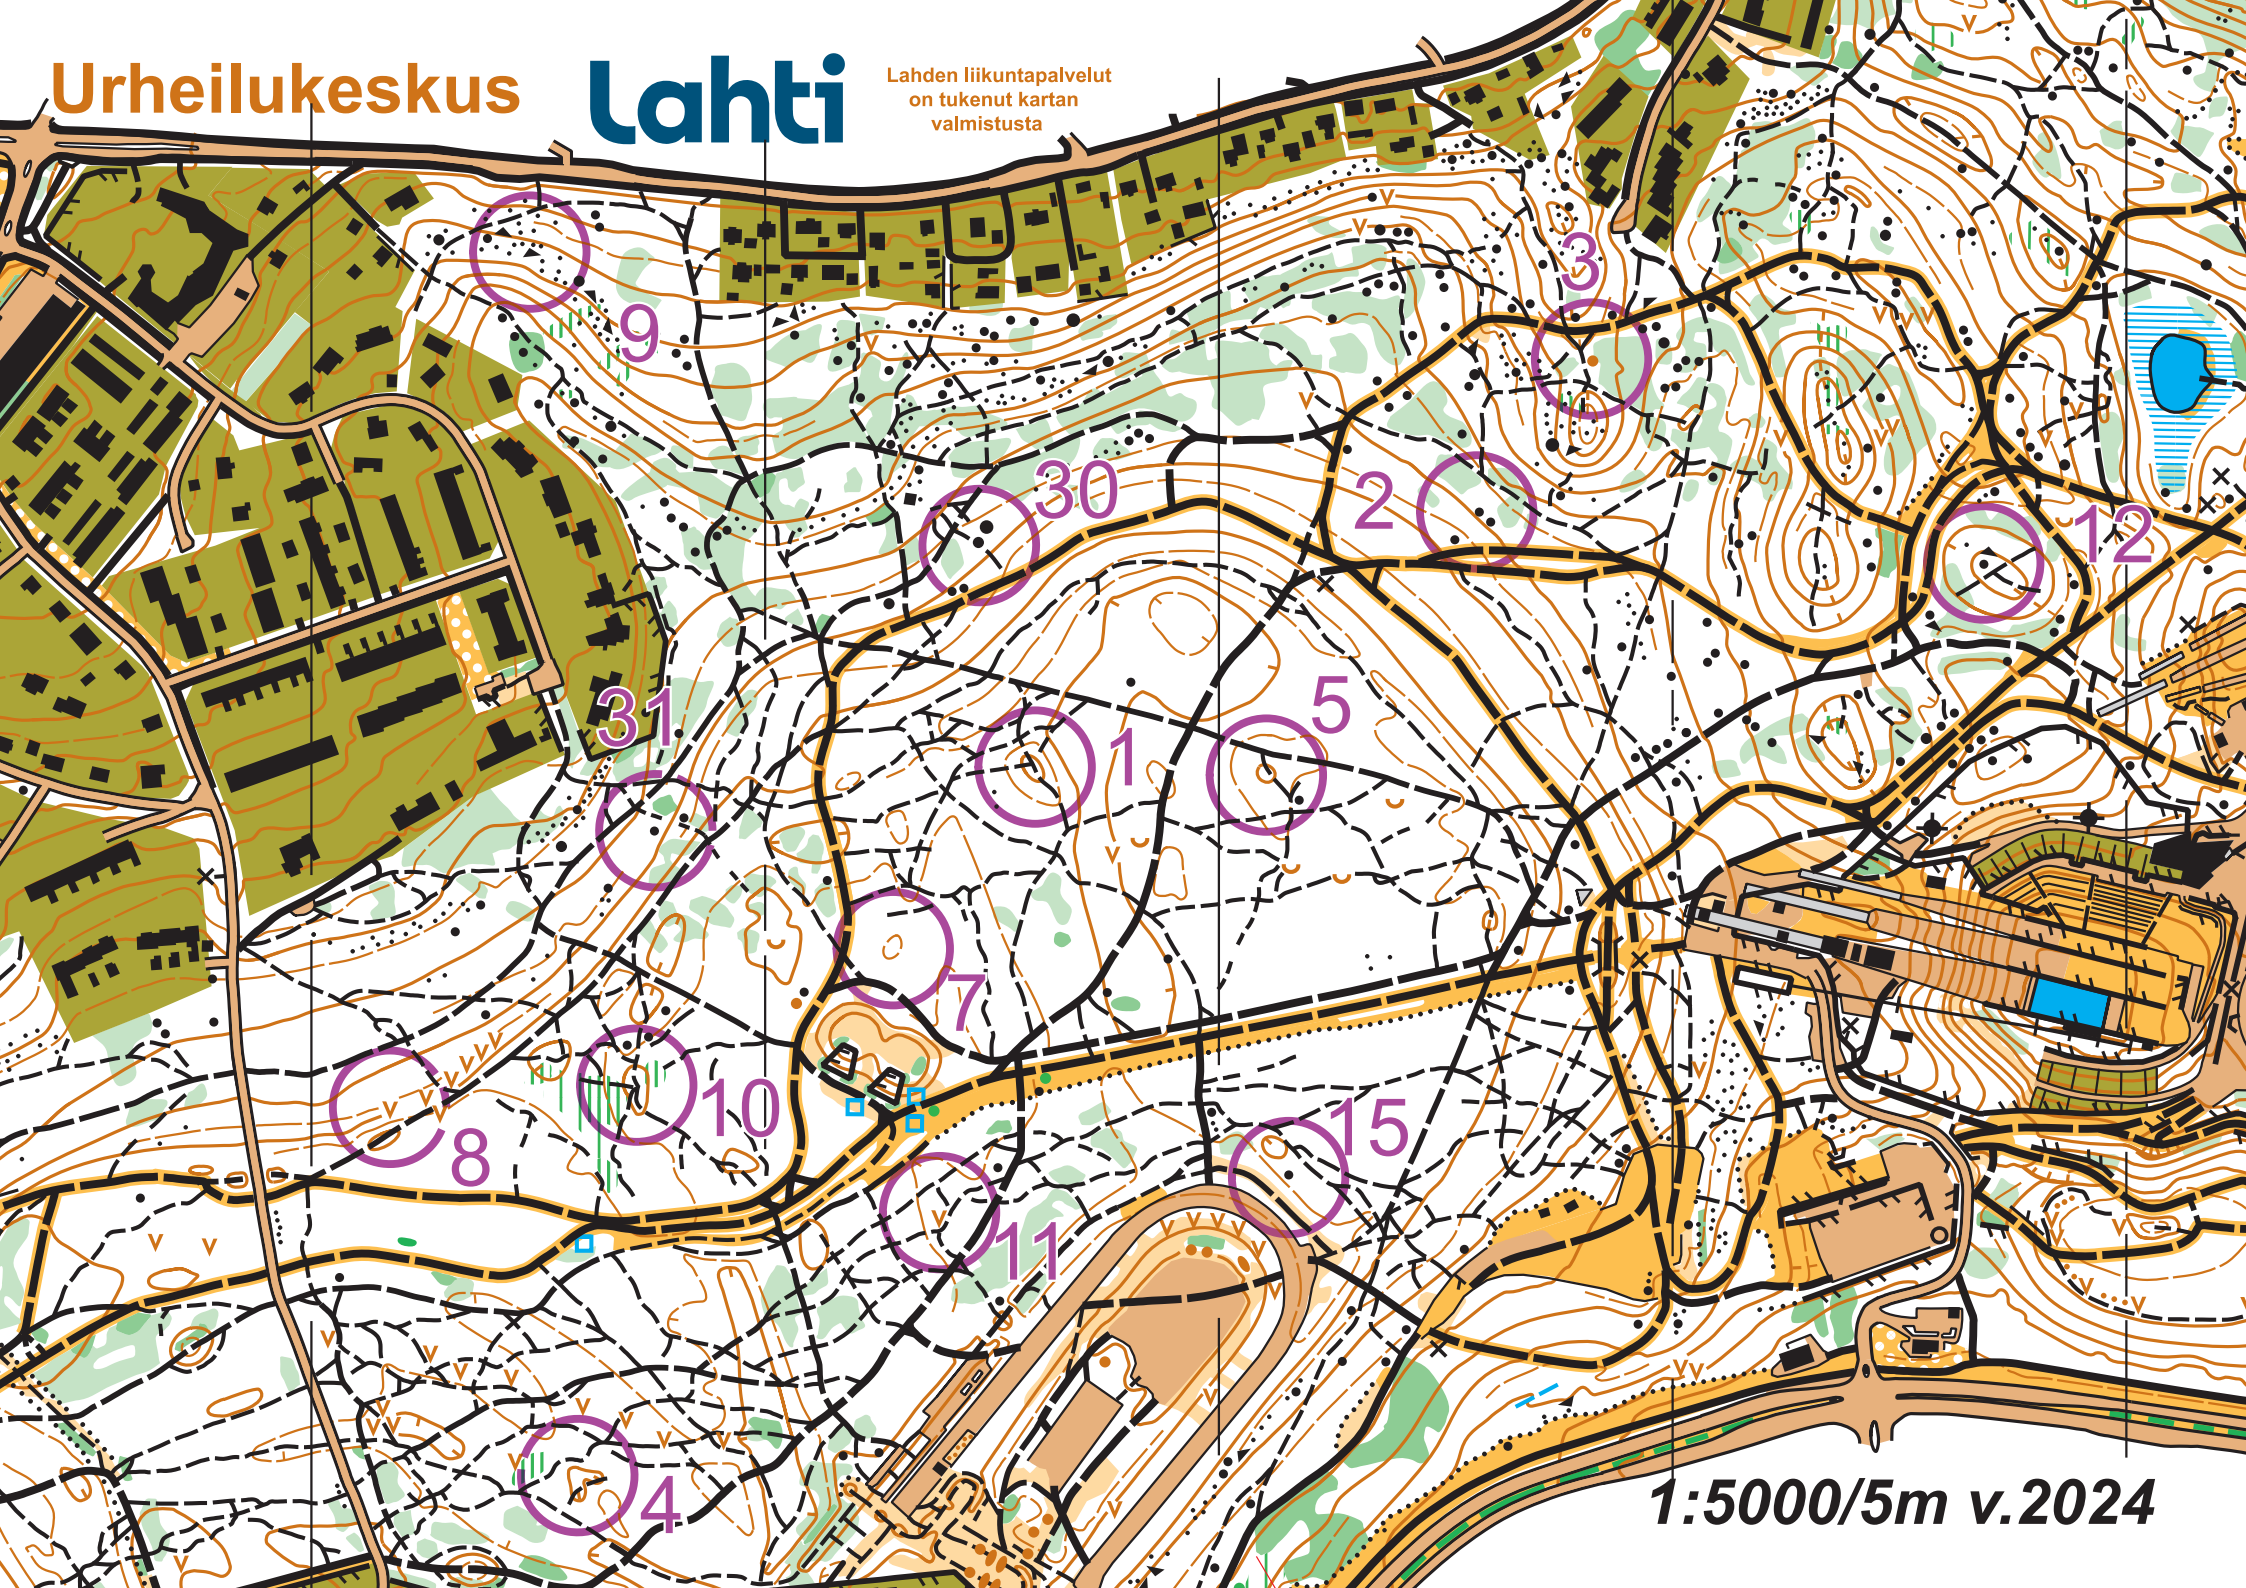 Urheilukeskus
Lahti
Lahden liikuntapalvelut
on tukenut kartan
valmistusta
3
9
30
2
12
31
1
5
7
10
8
15
11
4
1:5000/5m v.2024